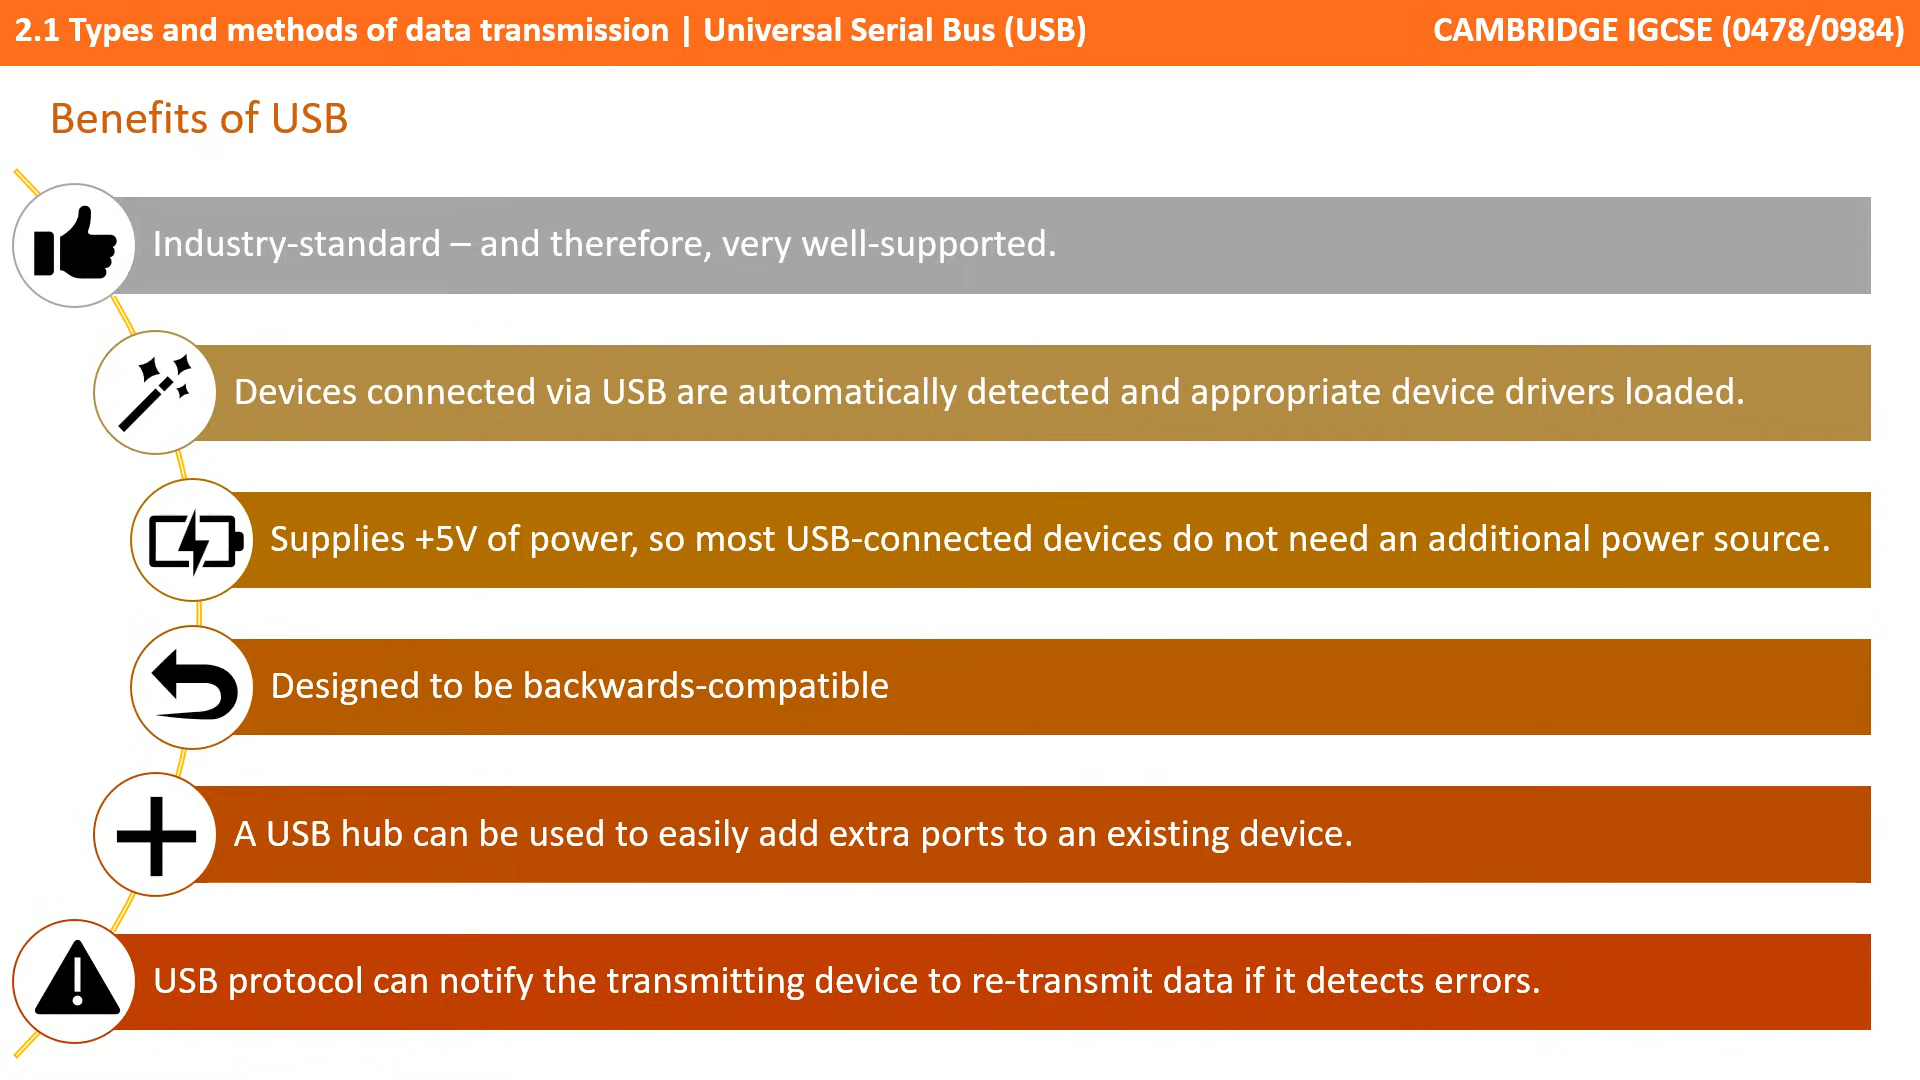 2.1 Types and methods of data transmission | Universal Serial Bus (USB)
CAMBRIDGE IGCSE (0478/0984)
Benefits of USB
Industry-standard – and therefore, very well-supported.
Devices connected via USB are automatically detected and appropriate device drivers loaded.
Supplies +5V of power, so most USB-connected devices do not need an additional power source.
Designed to be backwards-compatible
A USB hub can be used to easily add extra ports to an existing device.
USB protocol can notify the transmitting device to re-transmit data if it detects errors.